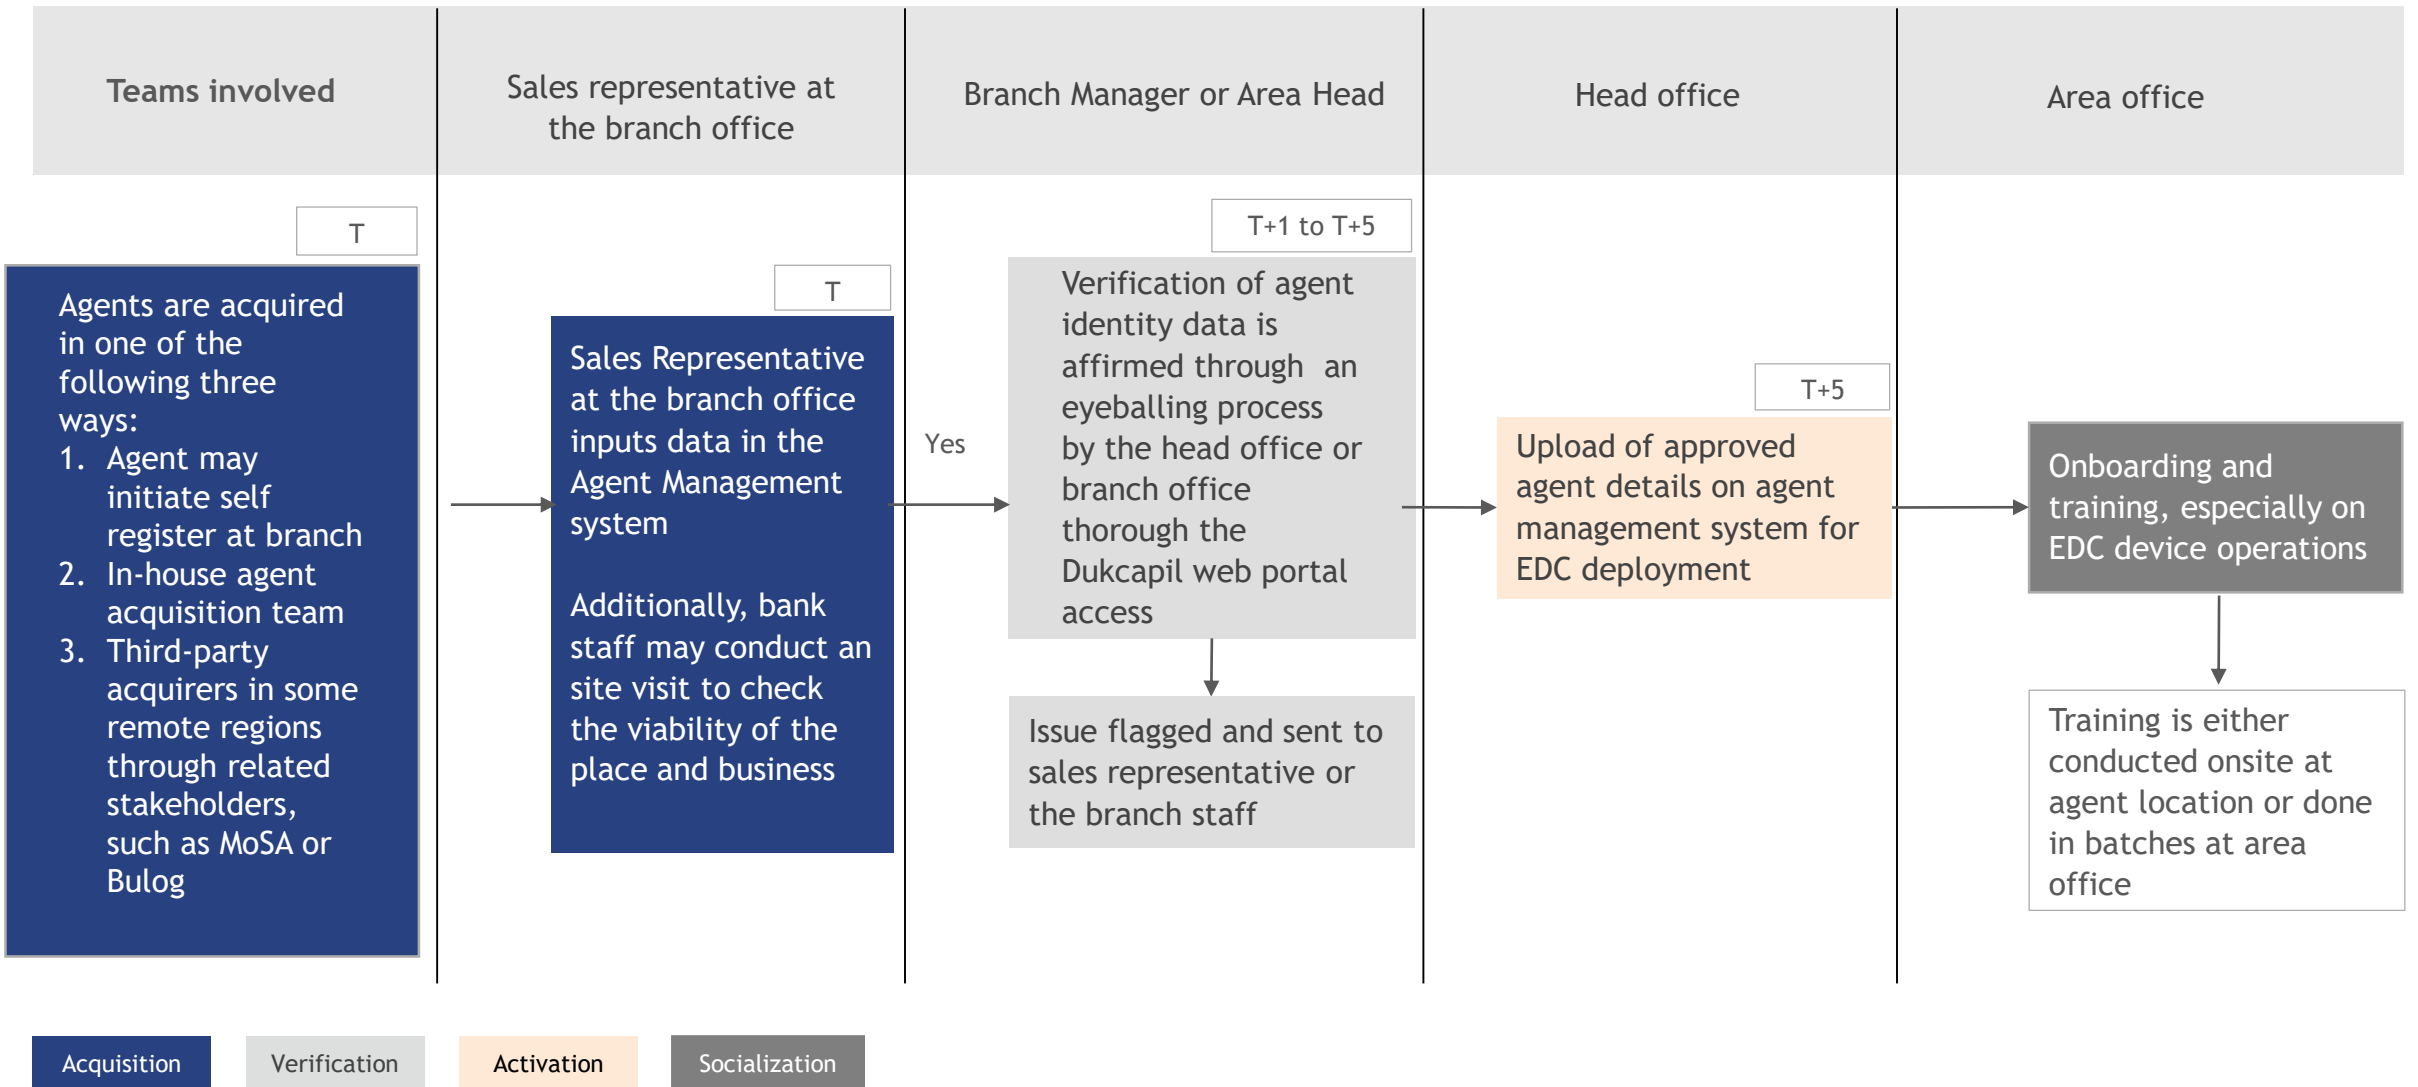 Teams involved
Sales representative at
the branch office
Branch Manager or Area Head
Head office
Area office
T
Agents are acquired
in one of the
following three
ways:
1. Agent may
initiate self
register at branch
2. In-house agent
acquisition team
3. Third-party
acquirers in some
remote regions
through related
stakeholders,
such as MoSA or
Bulog
T
Sales Representative
at the branch office
inputs data in the
Agent Management
system
Additionally, bank
staff may conduct an
site visit to check
the viability of the
place and business
Yes
T+1 to T+5
Verification of agent
identity data is
affirmed through  an
eyeballing process
by the head office or
branch office
thorough the
Dukcapil web portal
access
Issue flagged and sent to
sales representative or
the branch staff
T+5
Upload of approved
agent details on agent
management system for
EDC deployment
Onboarding and
training, especially on
EDC device operations
Training is either
conducted onsite at
agent location or done
in batches at area
office
Acquisition
Verification
Activation
Socialization